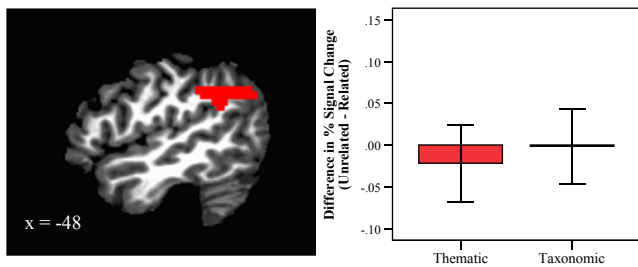 x = -48
Difference in % Signal Change
(Unrelated - Related)
.15
.10
.05
.00
-.05
-.10
Thematic
Taxonomic